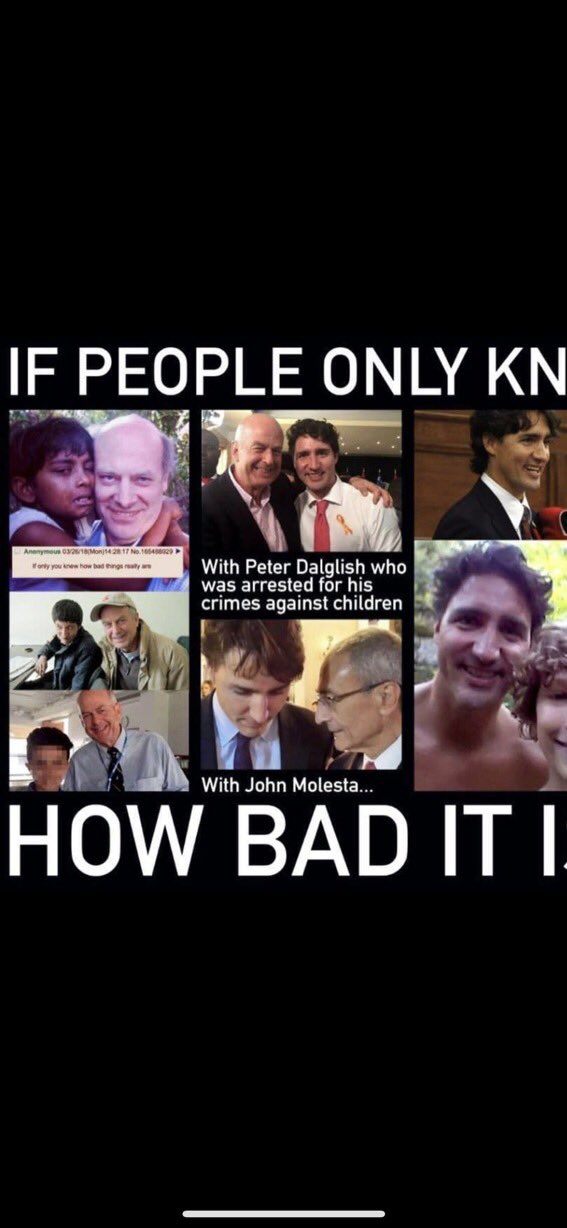 IF PEOPLE ONLY KN
Anonymous 03/26/18(Mon)14:28:17 No.165488929
If only you knew how bad things really are
With Peter Dalglish who
was arrested for his
crimes against children
With John Molesta...
HOW BAD IT I